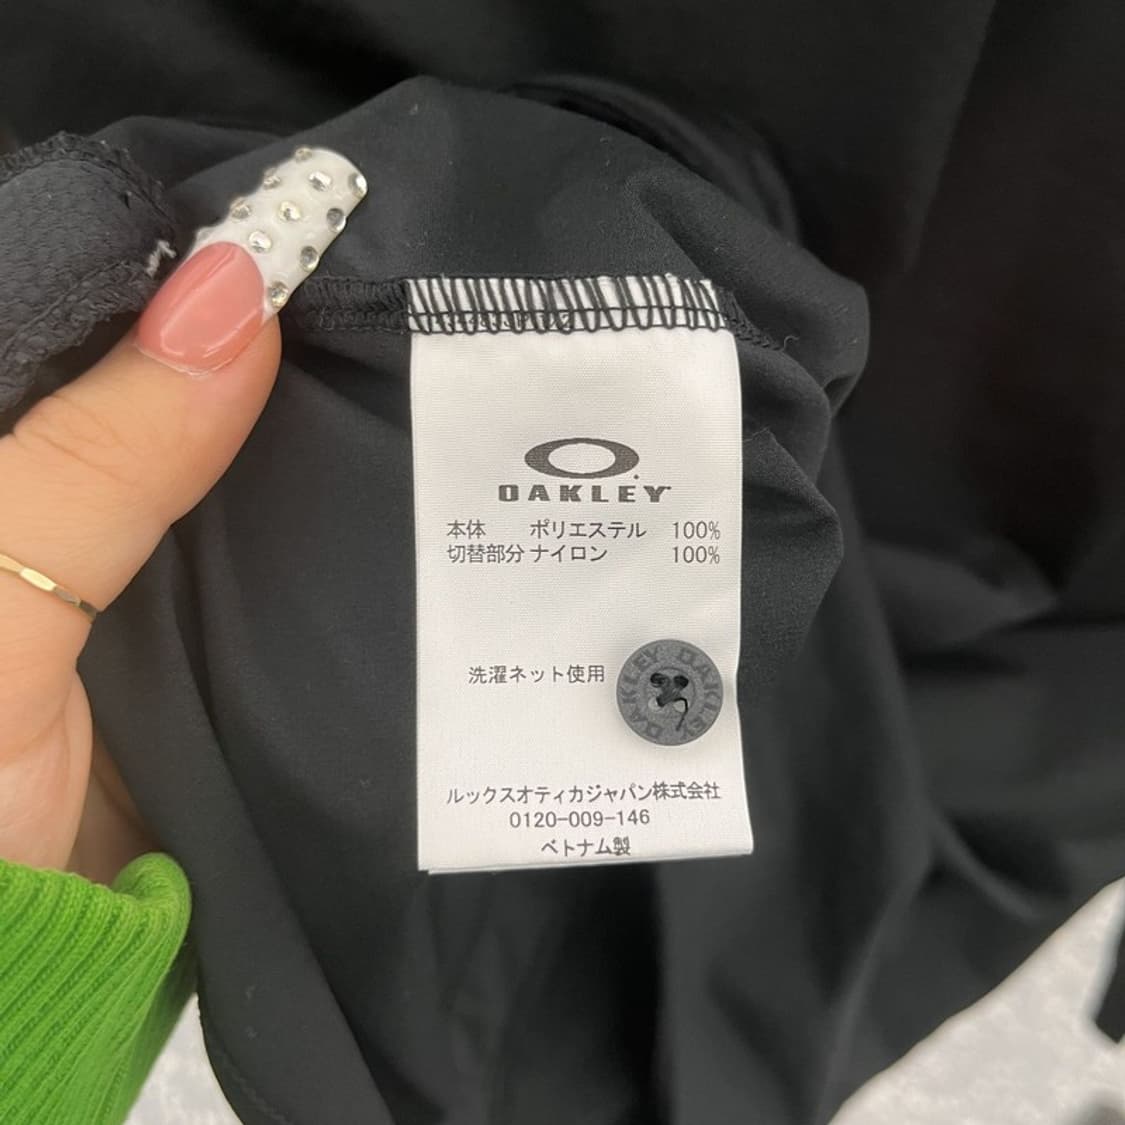 OAKLEY
本体 ポリエステル 100%
切替部分 ナイロン 100%
洗濯ネット使用
OAKLEY OAKLEY
ルックスオティカジャパン株式会社
0120-009-146
ベトナム製